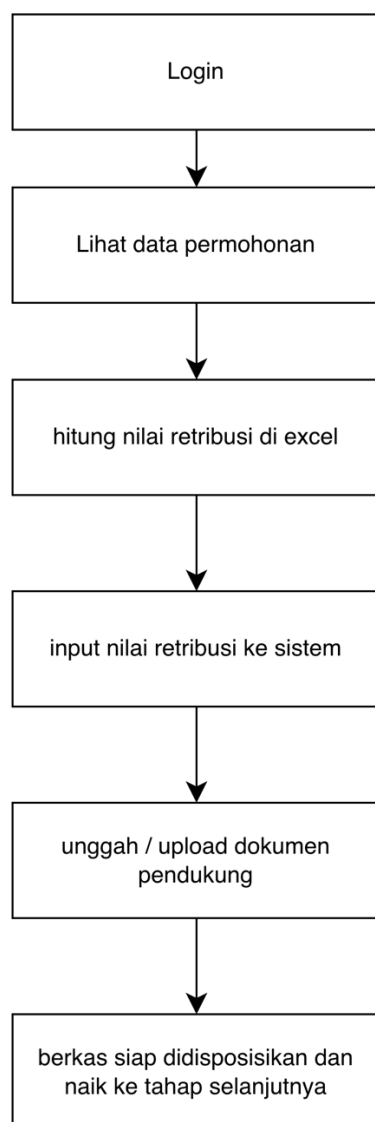 Login
Lihat data permohonan
hitung nilai retribusi di excel
input nilai retribusi ke sistem
unggah / upload dokumen
pendukung
berkas siap didisposisikan dan
naik ke tahap selanjutnya